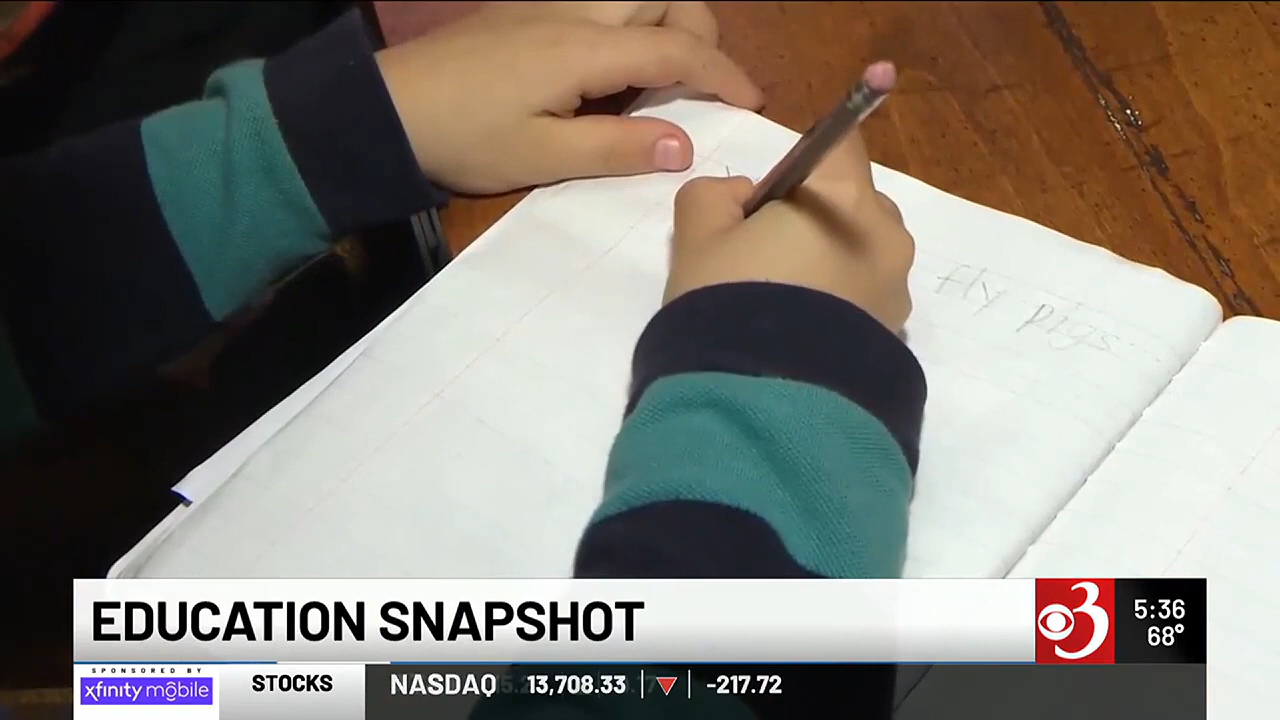 fly pigs
EDUCATION SNAPSHOT
3
5:36
68°
SPONSORED BY
xfinity mobile
STOCKS
NASDAQ 13,708.33 -217.72